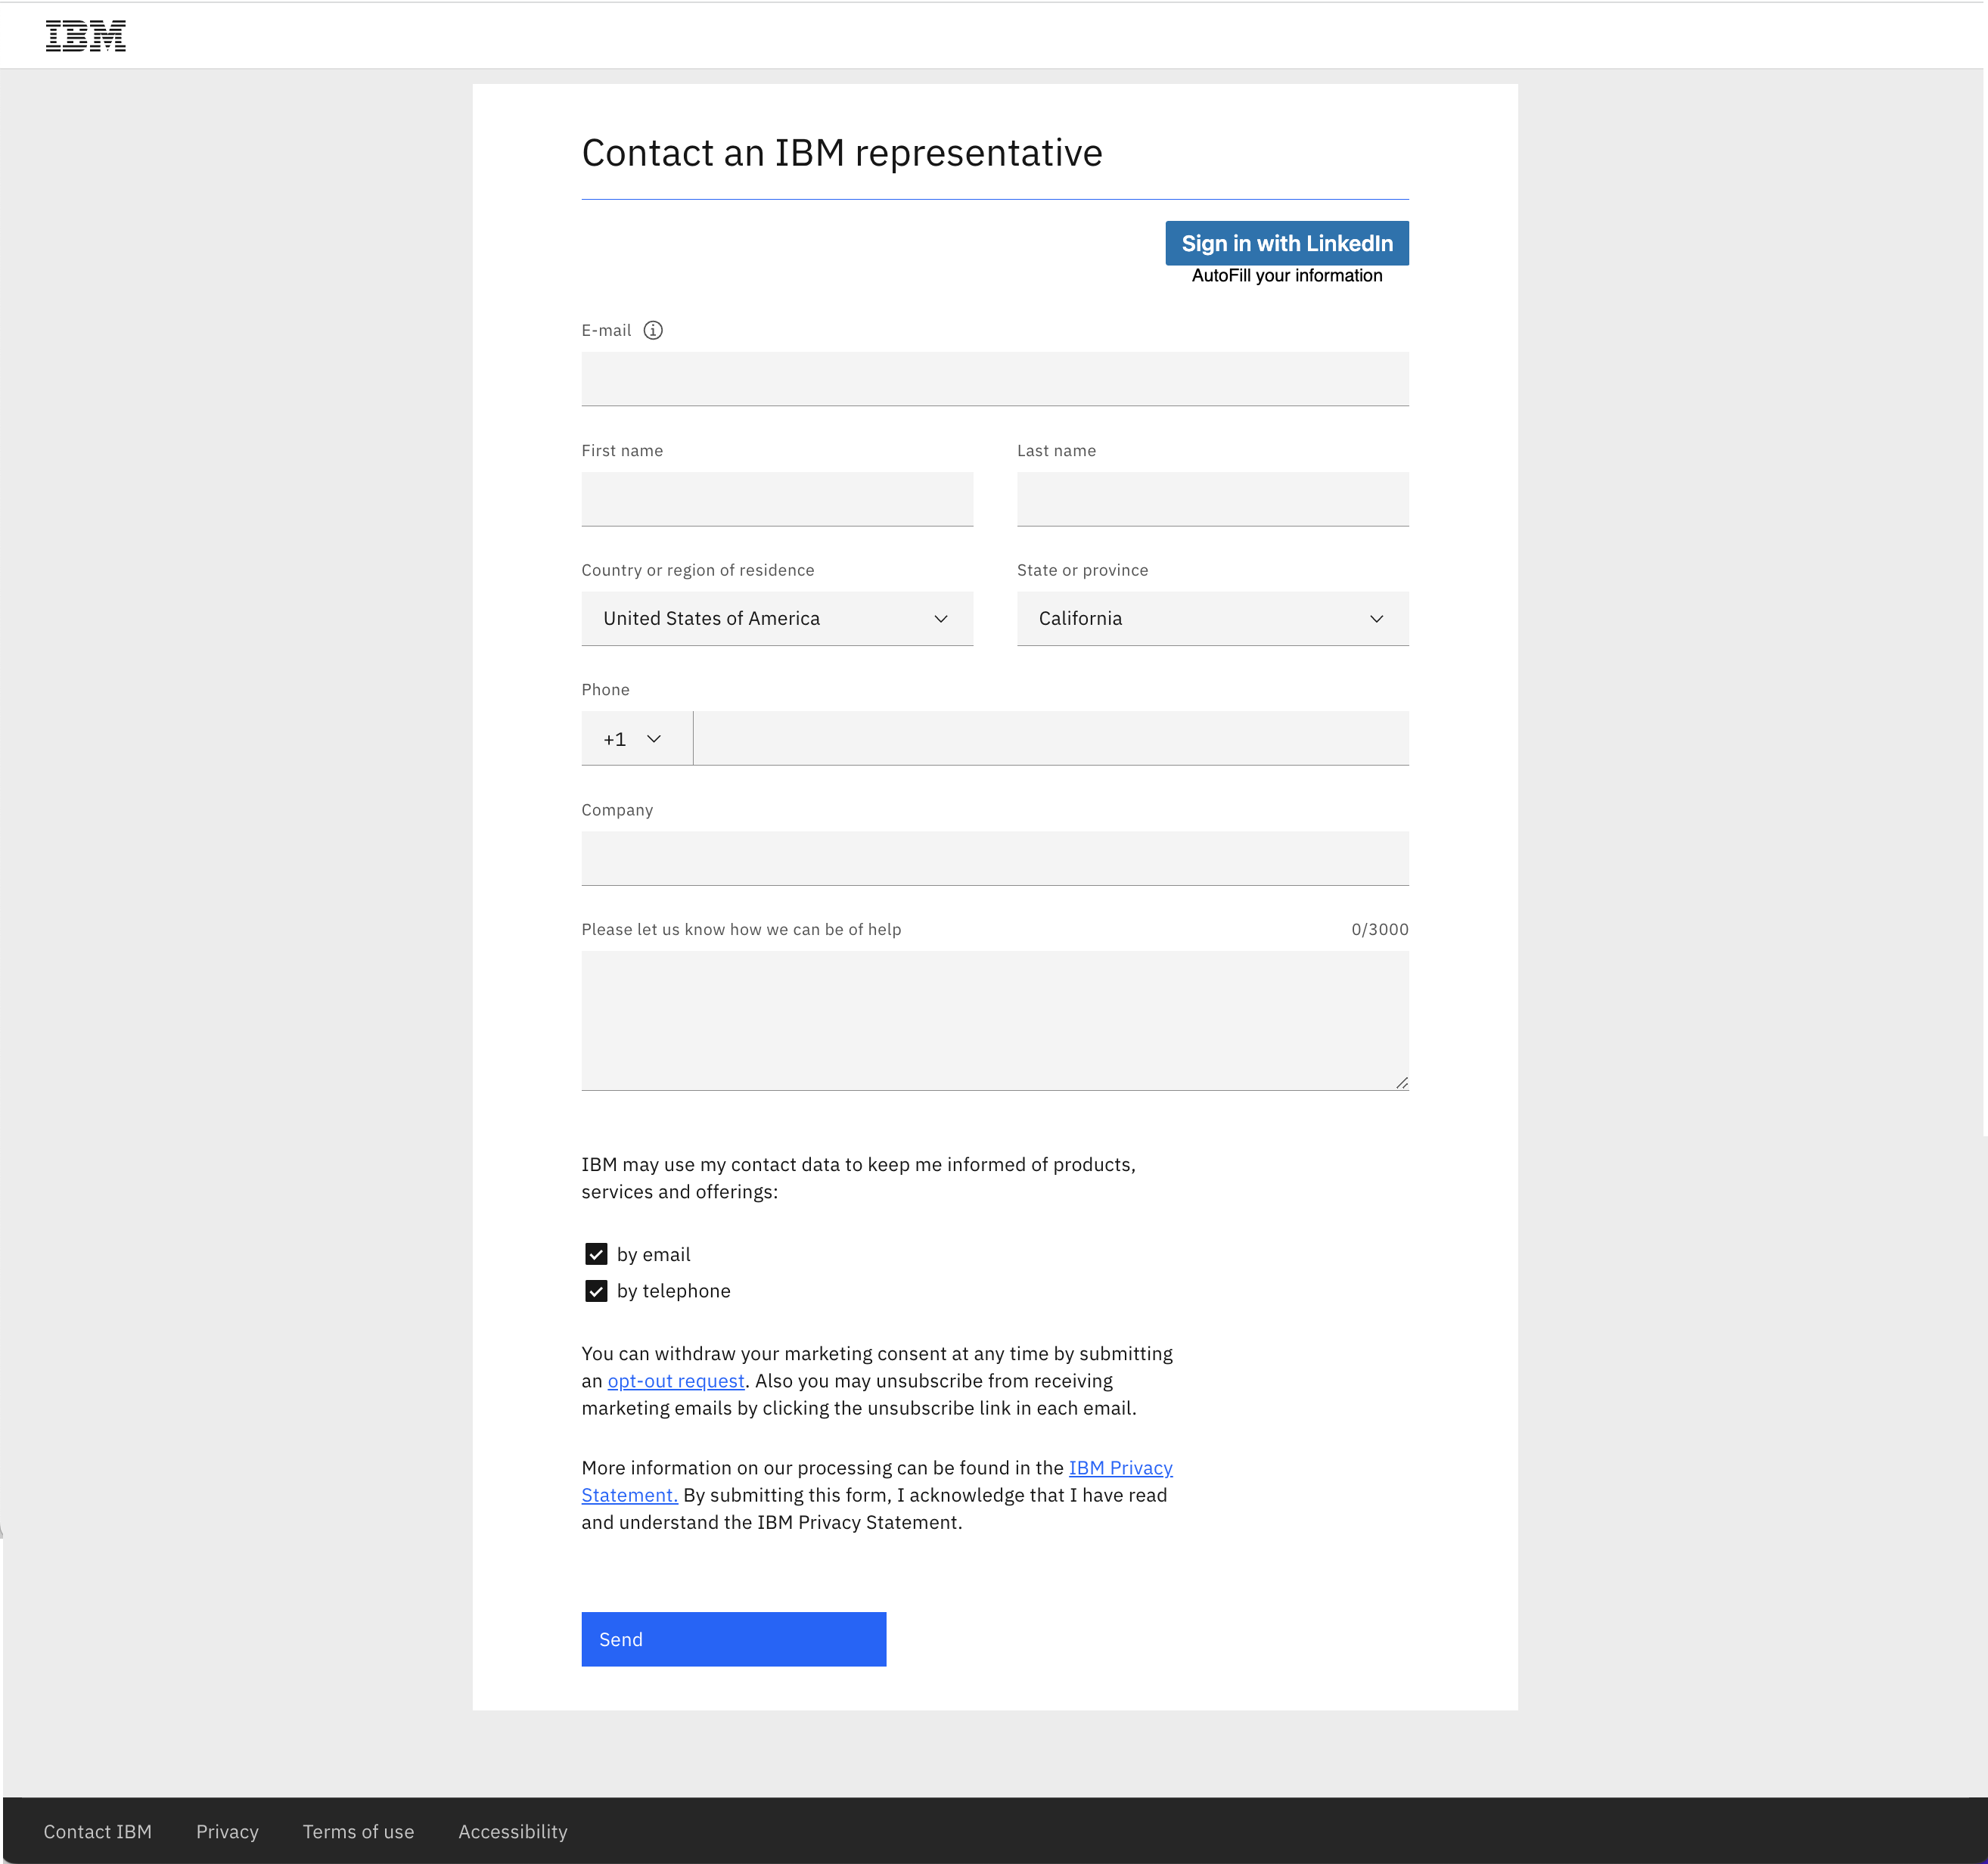 IBM
Contact an IBM representative
Sign in with LinkedIn
AutoFill your information
E-mail
First name
Last name
Country or region of residence
State or province
United States of America
California
Phone
+1
Company
Please let us know how we can be of help
0/3000
IBM may use my contact data to keep me informed of products,
services and offerings:
by email
by telephone
You can withdraw your marketing consent at any time by submitting
an opt-out request. Also you may unsubscribe from receiving
marketing emails by clicking the unsubscribe link in each email.
More information on our processing can be found in the IBM Privacy
Statement. By submitting this form, I acknowledge that I have read
and understand the IBM Privacy Statement.
Send
Contact IBM
Privacy
Terms of use
Accessibility